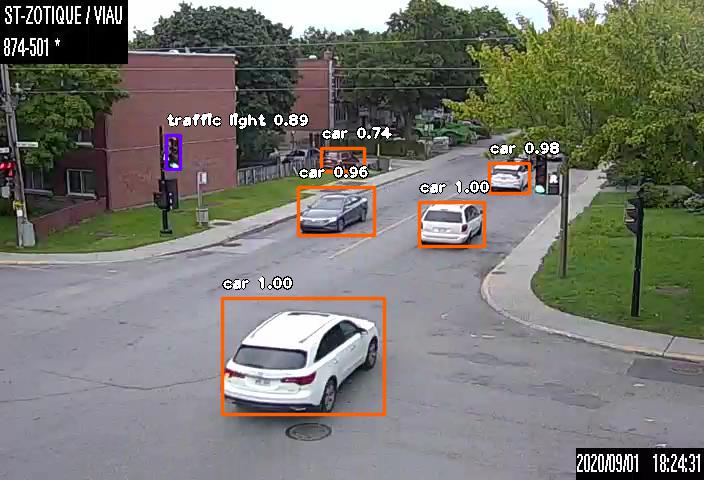 ST-ZOTIQUE / VIAU
874-501 *
traffic light 0.89
car 0.74
car 0.98
car 0.96
car 1.00
car 1.00
2020/09/01 18:24:31